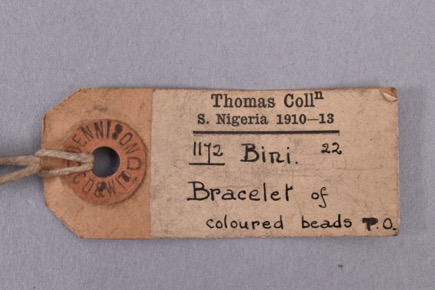 Thomas Collⁿ
S. Nigeria 1910—13
1172 Bini. 22
Bracelet of
coloured beads P.O.
DENNISON